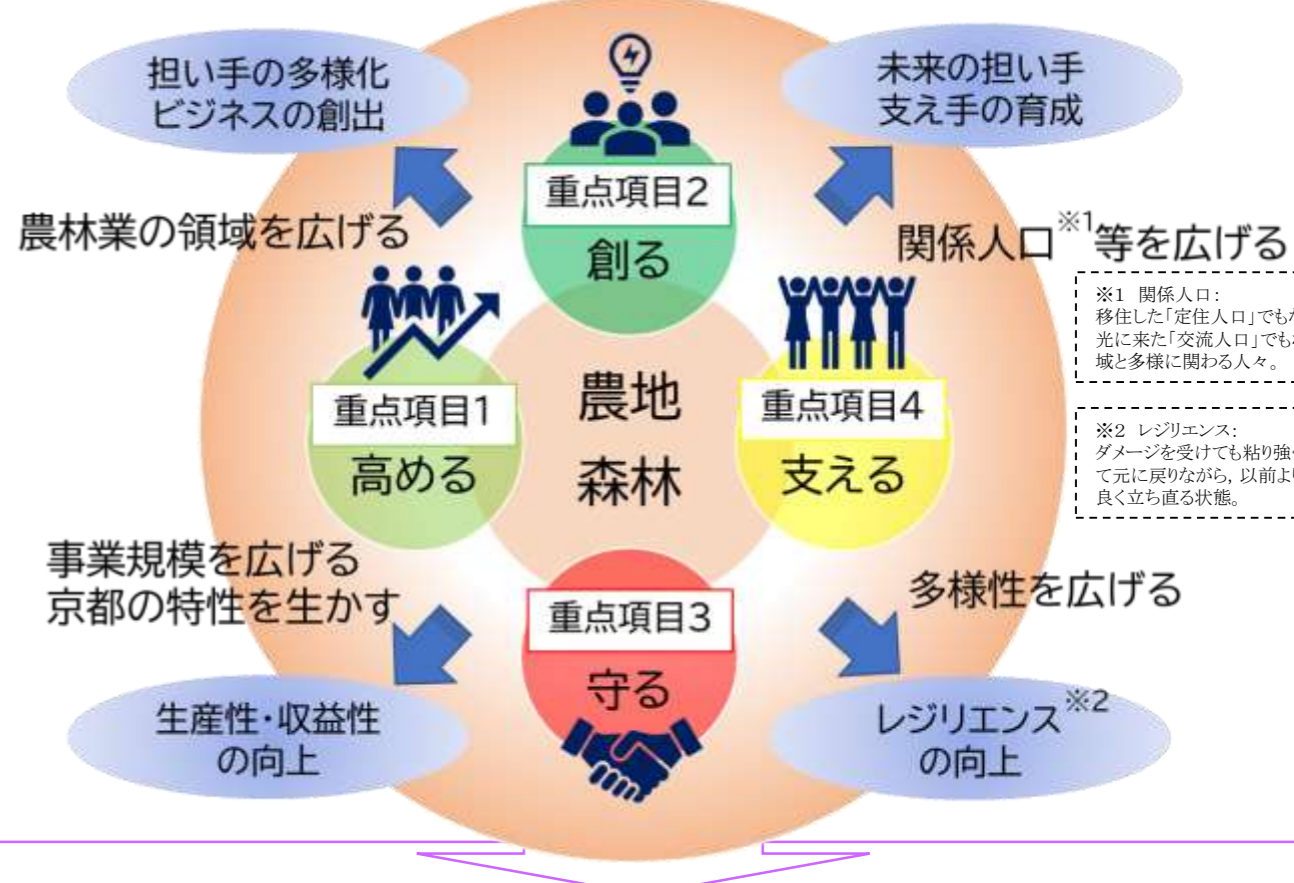 担い手の多様化
ビジネスの創出
未来の担い手
支え手の育成
重点項目2
創る
農林業の領域を広げる
関係人口※1等を広げる
※1 関係人口:
移住した「定住人口」でも
光に来た「交流人口」でも
域と多様に関わる人々。
重点項目1
高める
農地
森林
重点項目4
支える
※2 レジリエンス:
ダメージを受けても粘り強
て元に戻りながら, 以前よ
良く立ち直る状態。
事業規模を広げる
京都の特性を生かす
多様性を広げる
重点項目3
守る
生産性・収益性
の向上
レジリエンス※2
の向上